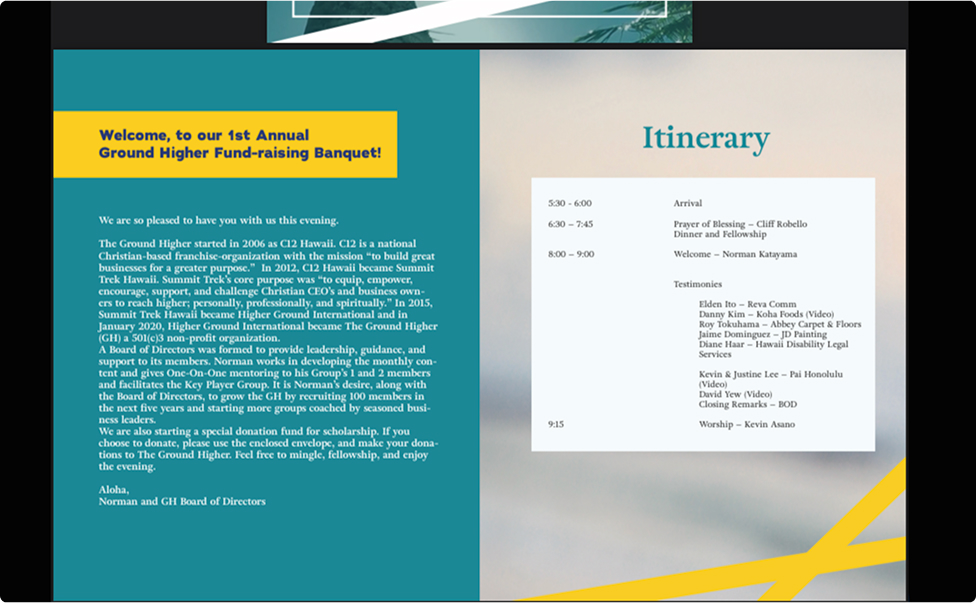 Welcome, to our 1st Annual
Ground Higher Fund-raising Banquet!
We are so pleased to have you with us this evening.
The Ground Higher started in 2006 as C12 Hawaii. C12 is a national
Christian-based franchise-organization with the mission “to build great
businesses for a greater purpose.”  In 2012, C12 Hawaii became Summit
Trek Hawaii. Summit Trek’s core purpose was “to equip, empower,
encourage, support, and challenge Christian CEO’s and business own-
ers to reach higher; personally, professionally, and spiritually.” In 2015,
Summit Trek Hawaii became Higher Ground International and in
January 2020, Higher Ground International became The Ground Higher
(GH) a 501(c)3 non-profit organization.
A Board of Directors was formed to provide leadership, guidance, and
support to its members. Norman works in developing the monthly con-
tent and gives One-On-One mentoring to his Group’s 1 and 2 members
and facilitates the Key Player Group. It is Norman’s desire, along with
the Board of Directors, to grow the GH by recruiting 100 members in
the next five years and starting more groups coached by seasoned busi-
ness leaders.
We are also starting a special donation fund for scholarship. If you
choose to donate, please use the enclosed envelope, and make your dona-
tions to The Ground Higher. Feel free to mingle, fellowship, and enjoy
the evening.
Aloha,
Norman and GH Board of Directors
Itinerary
5:30 - 6:00 Arrival
6:30 – 7:45 Prayer of Blessing – Cliff Robello
Dinner and Fellowship
8:00 – 9:00 Welcome – Norman Katayama
Testimonies
Elden Ito – Reva Comm
Danny Kim – Koha Foods (Video)
Roy Tokuhama – Abbey Carpet & Floors
Jaime Dominguez – JD Painting
Diane Haar – Hawaii Disability Legal
Services
Kevin & Justine Lee – Pai Honolulu
(Video)
David Yew (Video)
Closing Remarks – BOD
9:15 Worship – Kevin Asano